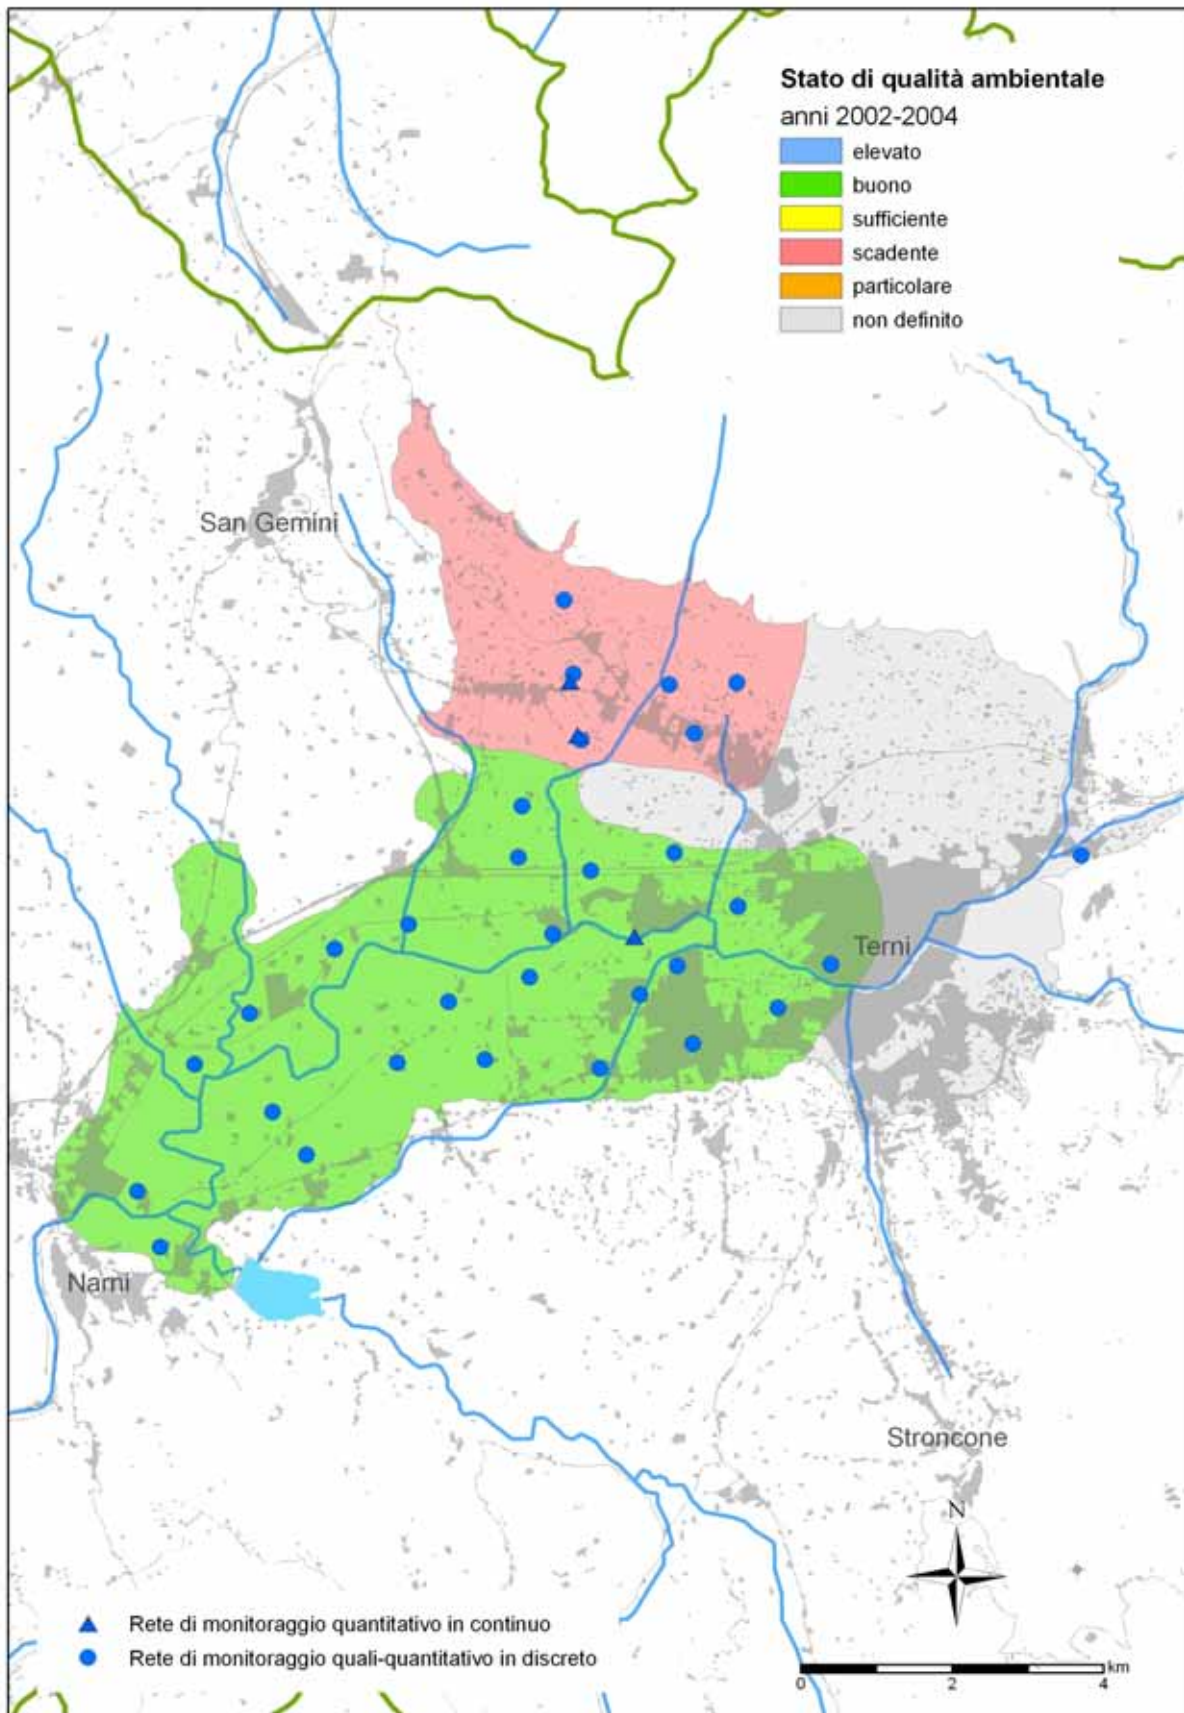 Stato di qualità ambientale
anni 2002-2004
elevato
buono
sufficiente
scadente
particolare
non definito
San Gemini
Terni
Narni
Stroncone
N
Rete di monitoraggio quantitativo in continuo
Rete di monitoraggio quali-quantitativo in discreto
km
0 2 4